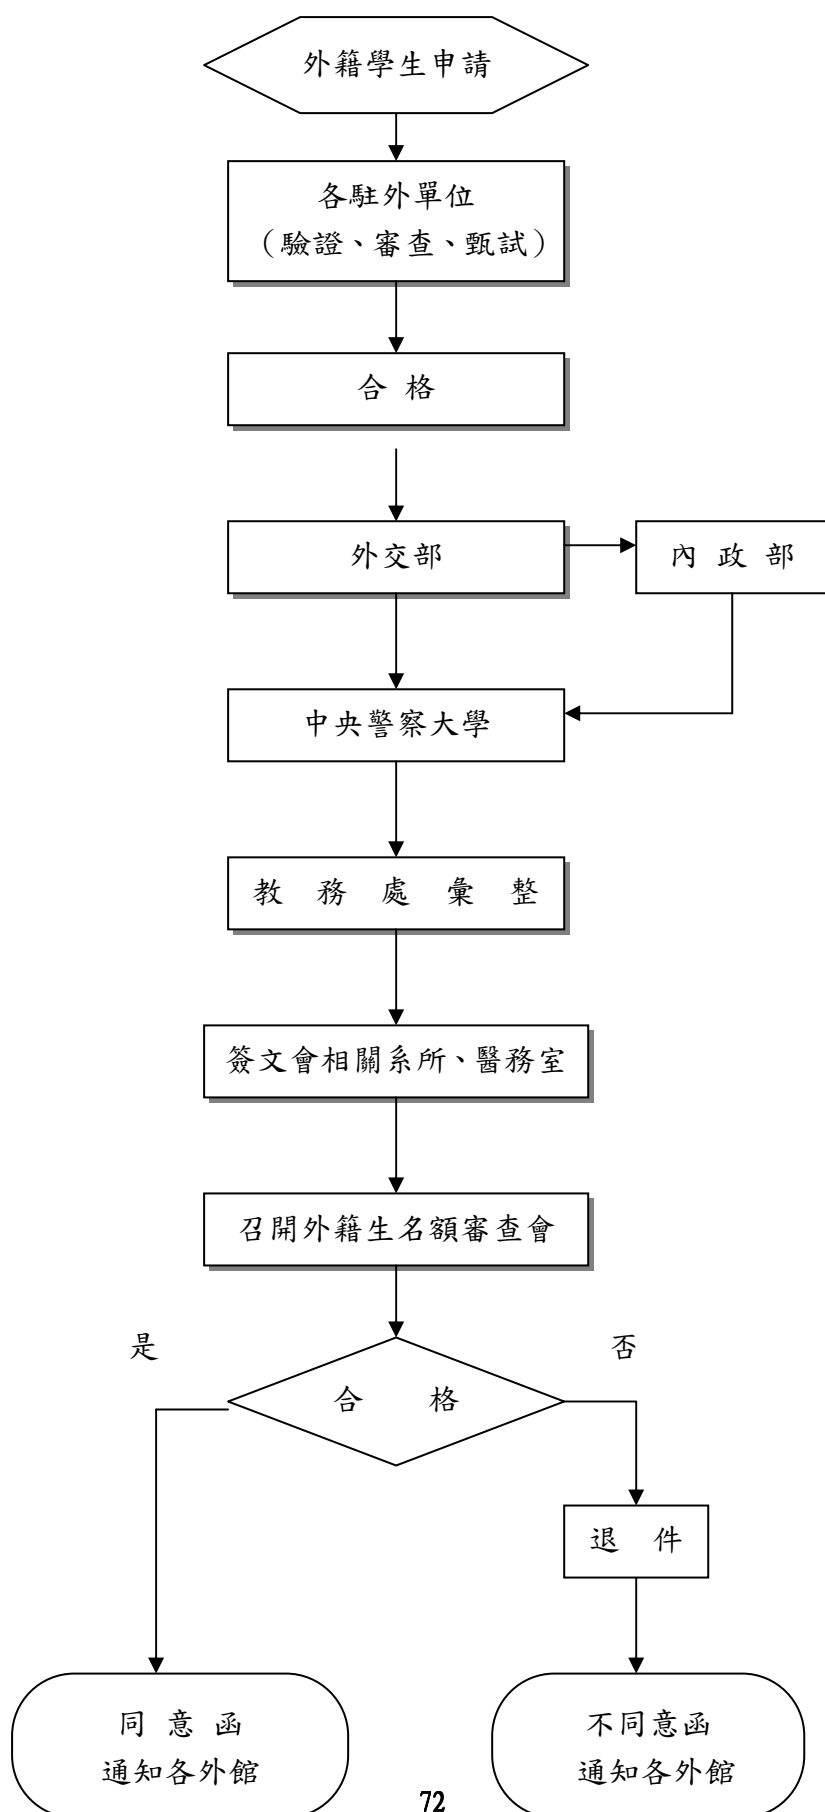 外籍學生申請
各駐外單位
（驗證、審查、甄試）
合 格
外交部
內 政 部
中央警察大學
教 務 處 彙 整
簽文會相關系所、醫務室
召開外籍生名額審查會
是
否
合 格
退 件
同 意 函
通知各外館
不同意函
通知各外館
72